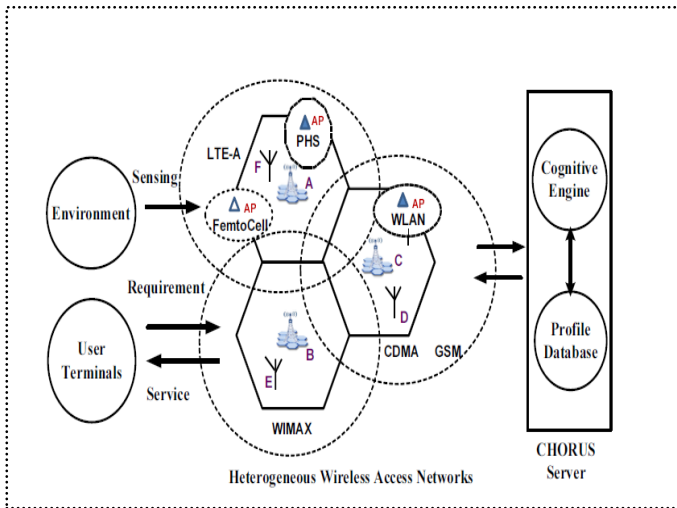 AP
PHS
LTE-A
F
A
Sensing
Environment
AP
FemtoCell
AP
WLAN
C
D
CDMA GSM
Requirement
User
Terminals
Service
B
E
WIMAX
Cognitive
Engine
Profile
Database
CHORUS
Server
Heterogeneous Wireless Access Networks